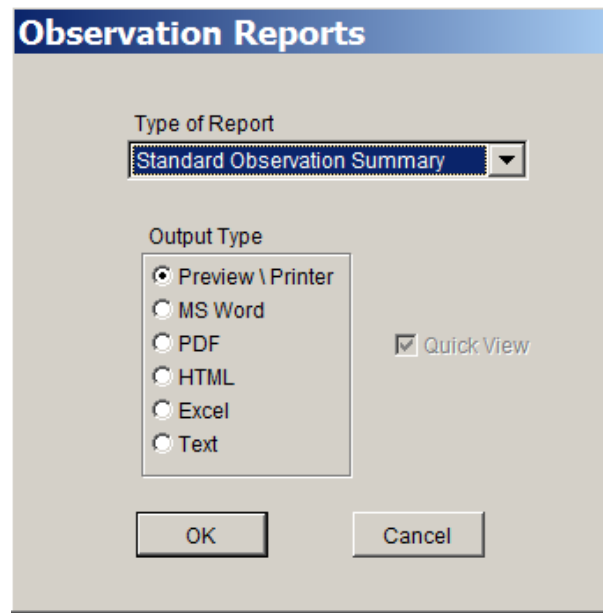 Observation Reports
Type of Report
Standard Observation Summary
Output Type
Preview \ Printer
MS Word
PDF
Quick View
HTML
Excel
Text
OK
Cancel